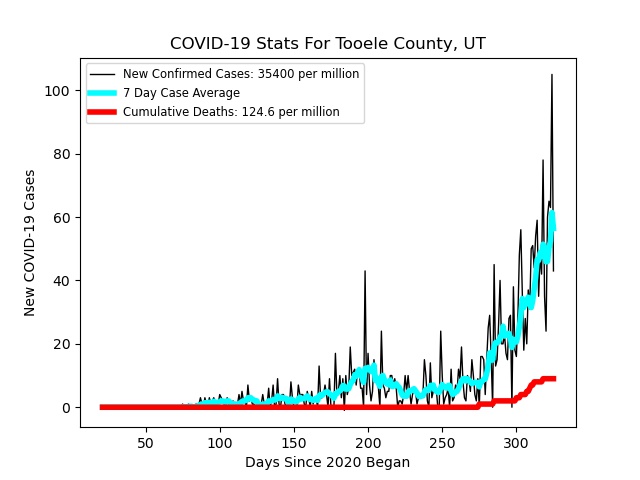 COVID-19 Stats For Tooele County, UT
New Confirmed Cases: 35400 per million
7 Day Case Average
Cumulative Deaths: 124.6 per million
New COVID-19 Cases
100
80
60
40
20
0
50 100 150 200 250 300
Days Since 2020 Began